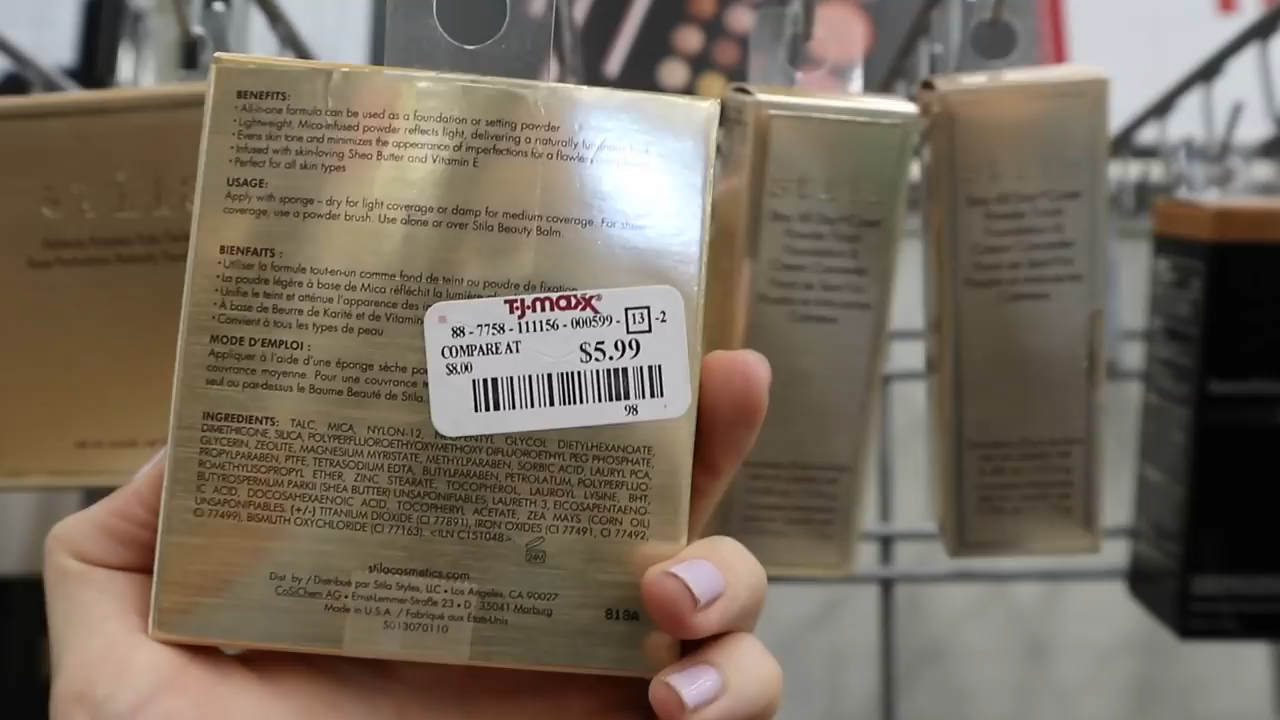 BENEFITS:
• All-in-one formula can be used as a foundation or setting powder
• Lightweight, Mica-infused powder reflects light, delivering a naturally luminous
• Evens skin tone and minimizes the appearance of imperfections for a flawless
• Infused with skin-loving Shea Butter and Vitamin E
• Perfect for all skin types
USAGE:
Apply with sponge – dry for light coverage or damp for medium coverage. For sheer
coverage, use a powder brush. Use alone or over Stila Beauty Balm.
BIENFAITS :
• Utiliser la formule tout-en-un comme fond de teint ou poudre de fixation
• La poudre légère à base de Mica réfléchit la lumière
• Unifie le teint et atténue l'apparence des
• À base de Beurre de Karité et de Vitamin
• Convient à tous les types de peau
MODE D'EMPLOI :
Appliquer à l'aide d'une éponge sèche
couvrance moyenne. Pour une couvrance
seul ou par-dessus le Baume Beauté de Stila.
T·J·maxx®
88 - 7758 - 111156 - 000599 - 13 -2
COMPARE AT
$8.00
$5.99
98
INGREDIENTS: TALC, MICA, NYLON-12, NEOPENTYL GLYCOL DIETYLHEXANOATE,
DIMETHICONE, SILICA, POLYPERFLUOROETHYOXYMETHOXY DIFLUOROETHYL PEG PHOSPHATE,
GLYCERIN, ZEOLITE, MAGNESIUM MYRISTATE, METHYLPARABEN, SORBIC ACID, LAURYL PCA,
PROPYLPARABEN, PTFE, TETRASODIUM EDTA, BUTYLPARABEN, PETROLATUM, POLYPERFLUO-
ROMETHYLISOPROPYL ETHER, ZINC STEARATE, TOCOPHEROL, LAUROYL LYSINE, BHT,
BUTYROSPERMUM PARKII (SHEA BUTTER) UNSAPONIFIABLES, LAURETH-3, EICOSAPENTAENO-
IC ACID, DOCOSAHEXAENOIC ACID, TOCOPHERYL ACETATE, ZEA MAYS (CORN OIL)
UNSAPONIFIABLES. (+/-) TITANIUM DIOXIDE (CI 77891), IRON OXIDES (CI 77491, CI 77492,
CI 77499), BISMUTH OXYCHLORIDE (CI 77163). <ILN C151048>.
24M
stilacosmetics.com
Dist. by / Distribué par Stila Styles, LLC • Los Angeles, CA 90027
CoSiChem AG • Ernst-Lemmer-Straße 23 • D - 35041 Marburg
Made in U.S.A. / Fabriqué aux États-Unis
S013070110
818A
stila